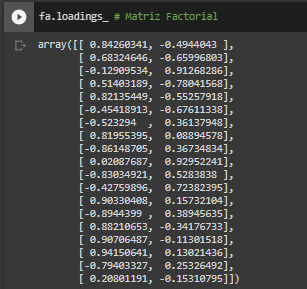 fa.loadings_ # Matriz Factorial
array([[ 0.84260341, -0.4944043 ],
[ 0.68324646, -0.65996803],
[-0.12909534, 0.91268286],
[ 0.51403189, -0.78041568],
[ 0.82135449, -0.55257918],
[-0.45418913, -0.67611338],
[-0.523294 , 0.36137948],
[ 0.81955395, 0.08894578],
[-0.86148705, 0.36734834],
[ 0.02087687, 0.92952241],
[-0.83034921, 0.5283838 ],
[-0.42759896, 0.72382395],
[ 0.90330408, 0.15732104],
[-0.8944399 , 0.38945635],
[ 0.88210653, -0.34176733],
[ 0.90706487, -0.11301518],
[ 0.94150641, 0.13021436],
[-0.79403327, 0.25326492],
[ 0.20801191, -0.15310795]])